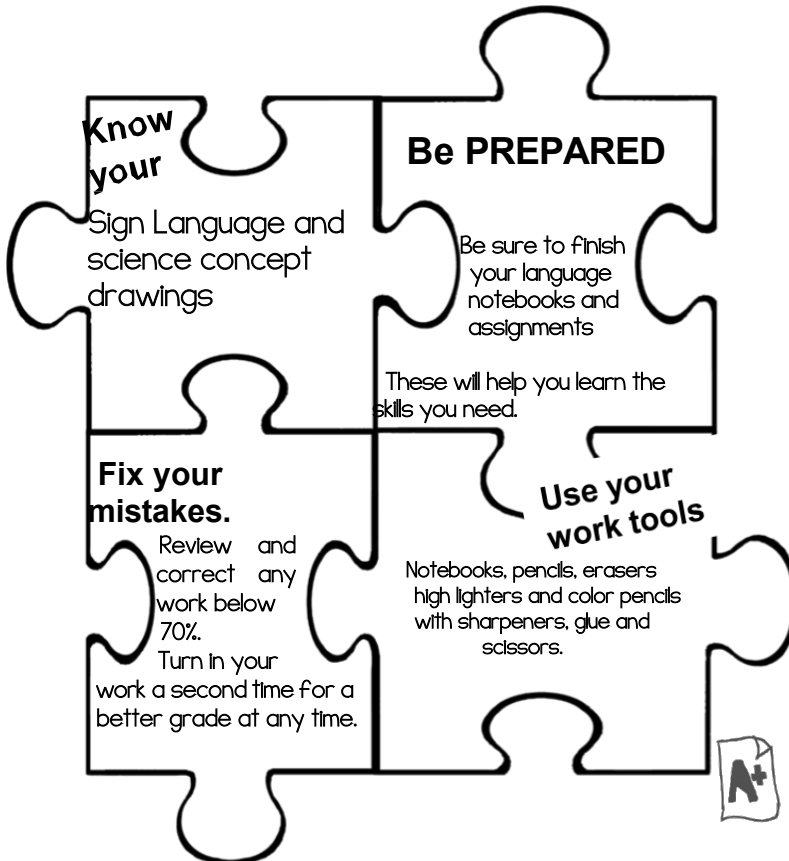 Know
your
Sign Language and
science concept
drawings
Be PREPARED
Be sure to finish
your language
notebooks and
assignments
These will help you learn the
skills you need.
Fix your
mistakes.
Review and
correct any
work below
70%.
Turn in your
work a second time for a
better grade at any time.
Use your
work tools
Notebooks, pencils, erasers
high lighters and color pencils
with sharpeners, glue and
scissors.
A+